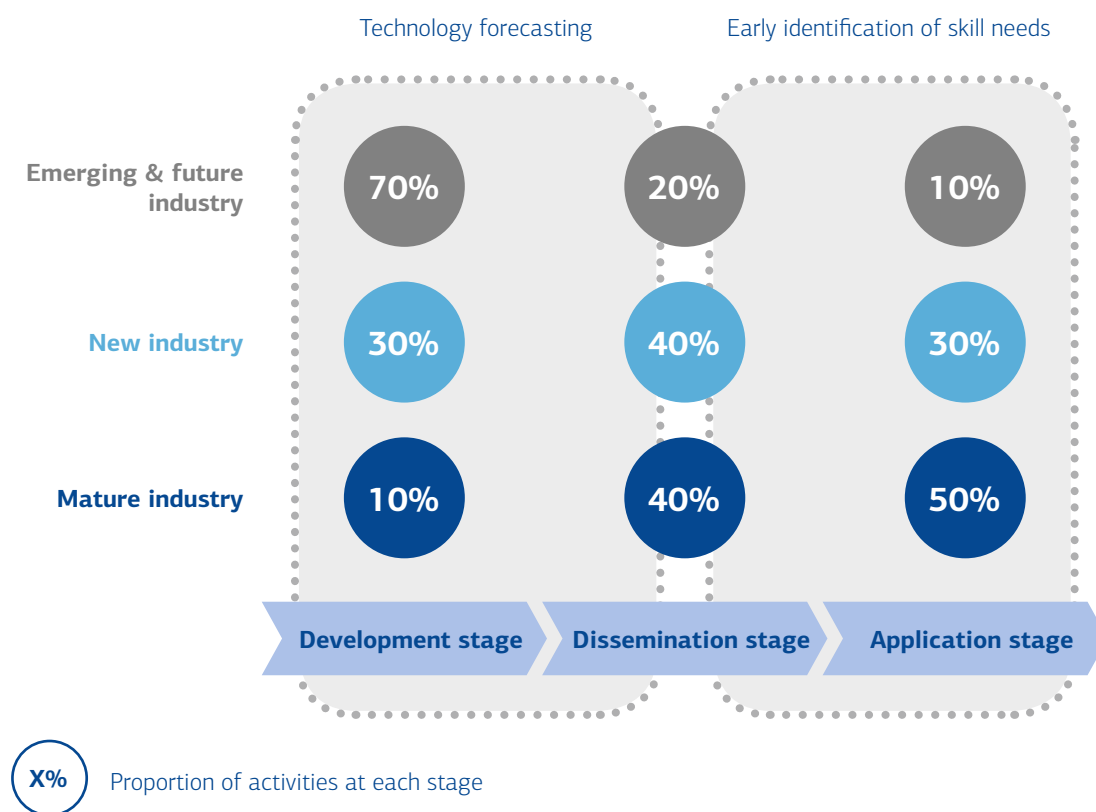 Technology forecasting
Early identification of skill needs
Emerging & future
industry
70%
20%
10%
New industry
30%
40%
30%
Mature industry
10%
40%
50%
Development stage
Dissemination stage
Application stage
X%
Proportion of activities at each stage